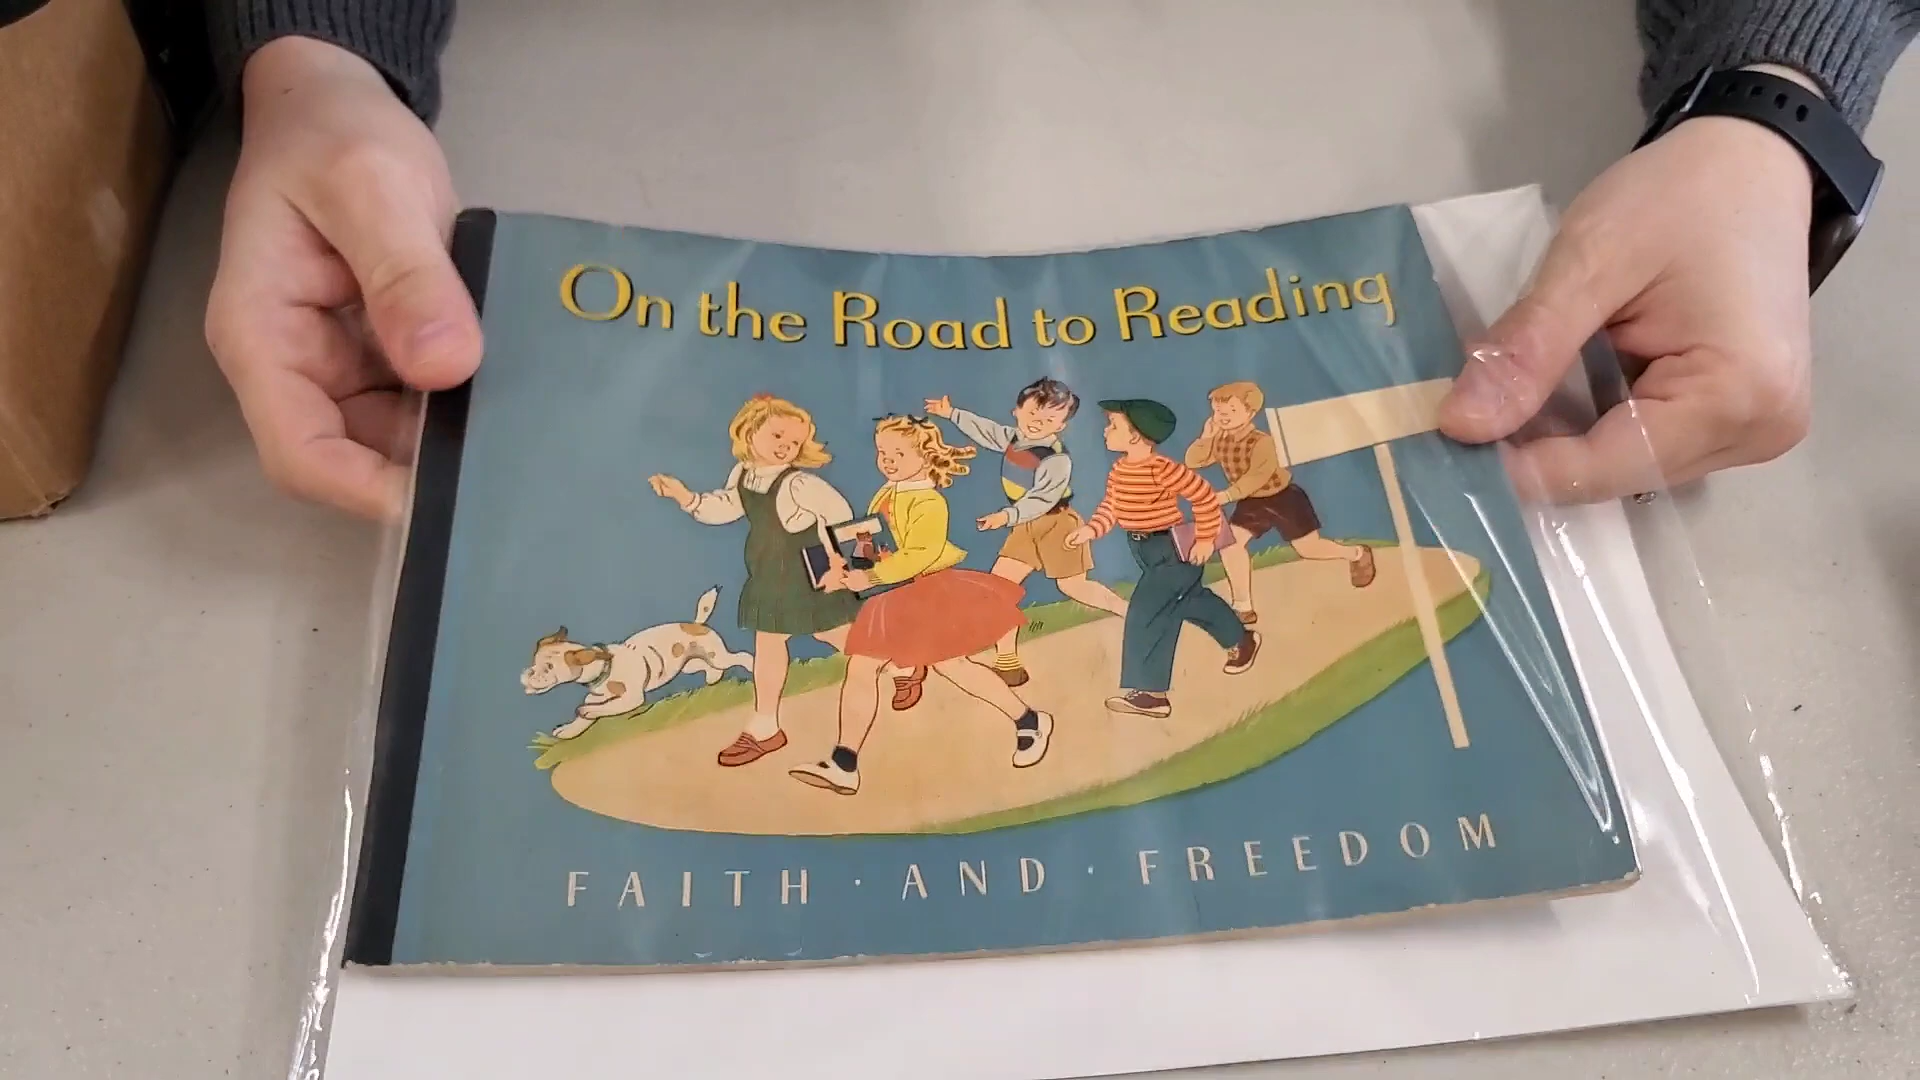 On the Road to Reading
FAITH · AND · FREEDOM